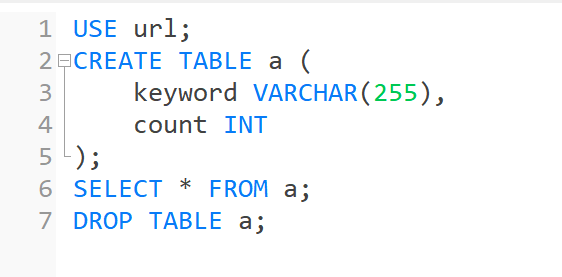 1 USE url;
2 CREATE TABLE a (
3     keyword VARCHAR(255),
4     count INT
5 );
6 SELECT * FROM a;
7 DROP TABLE a;